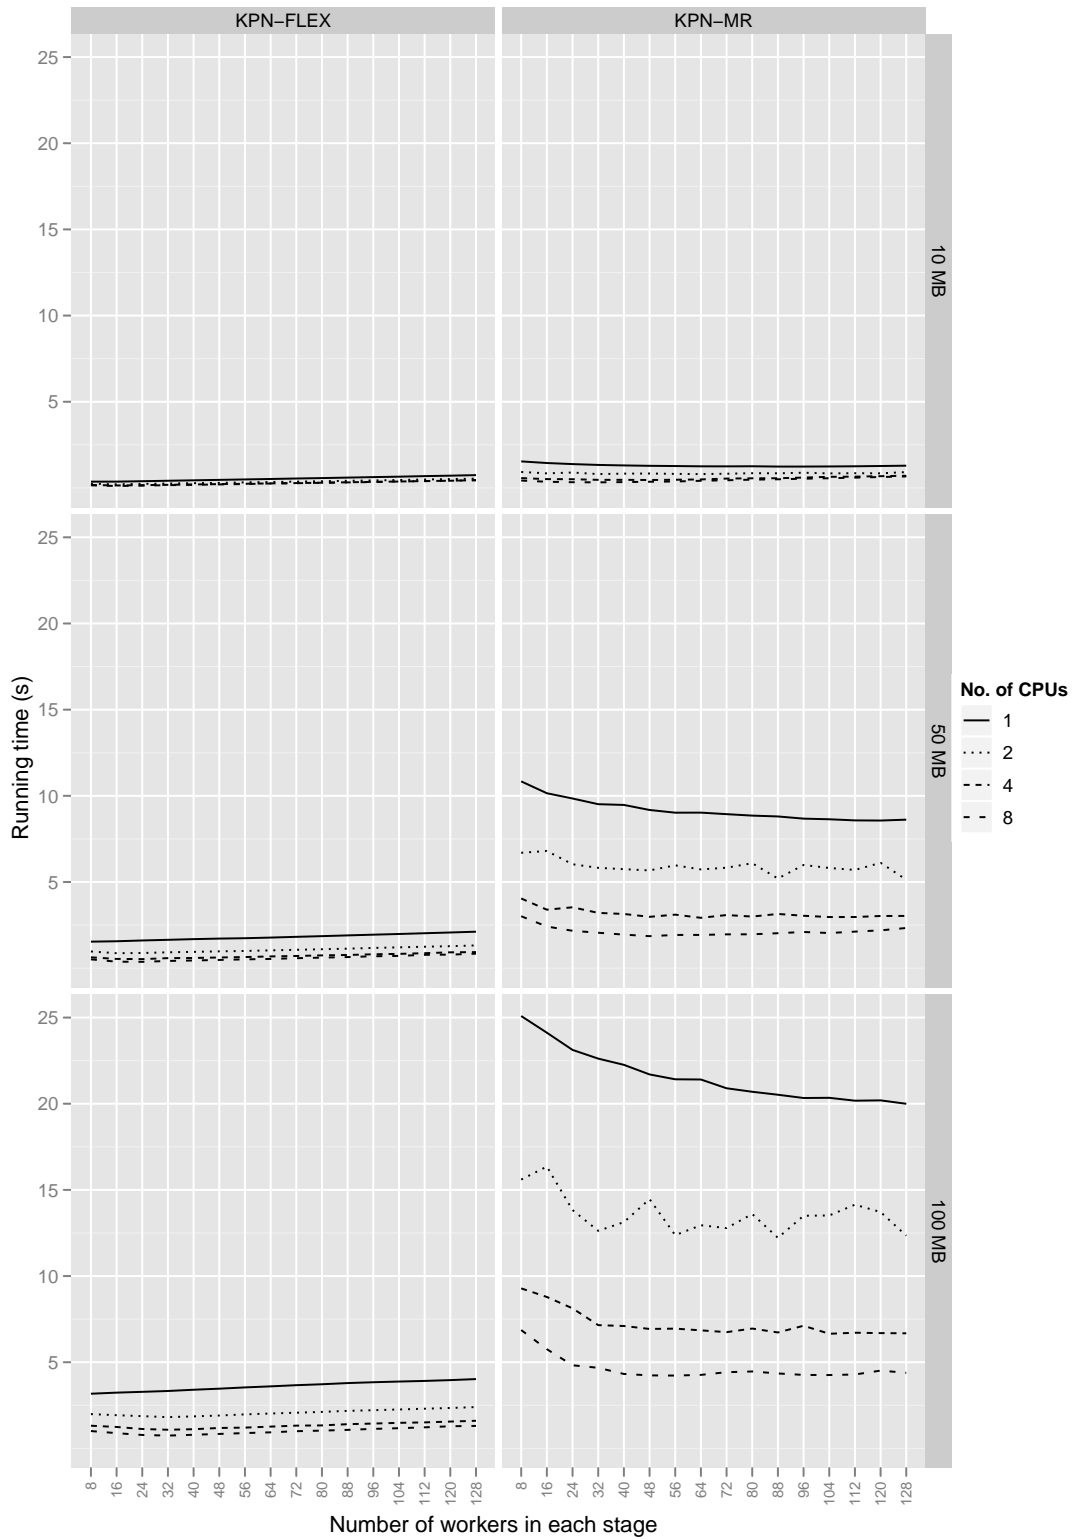 KPN−FLEX KPN−MR
25
20
15
10
5
10 MB
25
20
15
10
5
50 MB
25
20
15
10
5
100 MB
Running time (s)
No. of CPUs
1
2
4
8
8 16 24 32 40 48 56 64 72 80 88 96 104 112 120 128 8 16 24 32 40 48 56 64 72 80 88 96 104 112 120 128
Number of workers in each stage